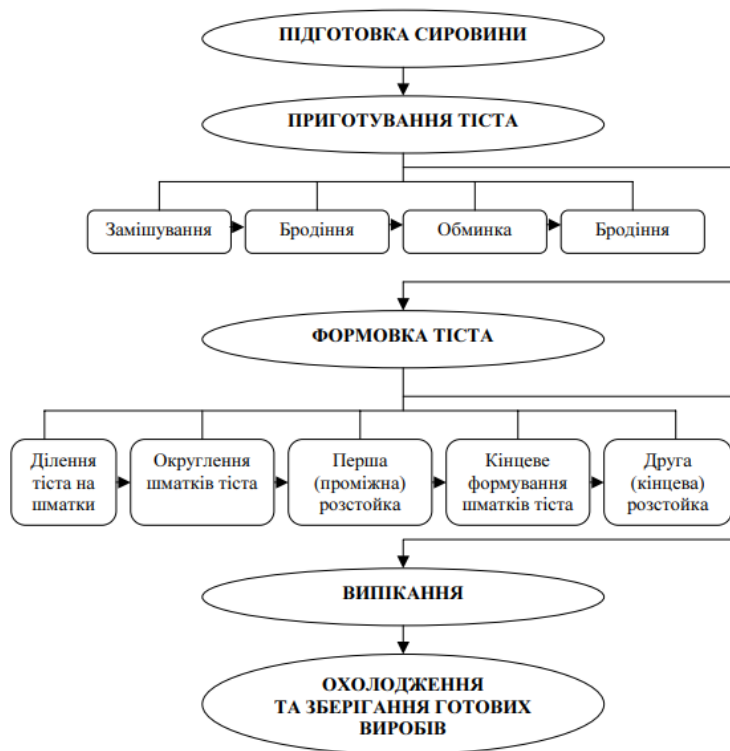 ПІДГОТОВКА СИРОВИНИ
ПРИГОТУВАННЯ ТІСТА
Замішування
Бродіння
Обминка
Бродіння
ФОРМОВКА ТІСТА
Ділення
тіста на
шматки
Округлення
шматків тіста
Перша
(проміжна)
розстойка
Кінцеве
формування
шматків тіста
Друга
(кінцева)
розстойка
ВИПІКАННЯ
ОХОЛОДЖЕННЯ
ТА ЗБЕРІГАННЯ ГОТОВИХ
ВИРОБІВ